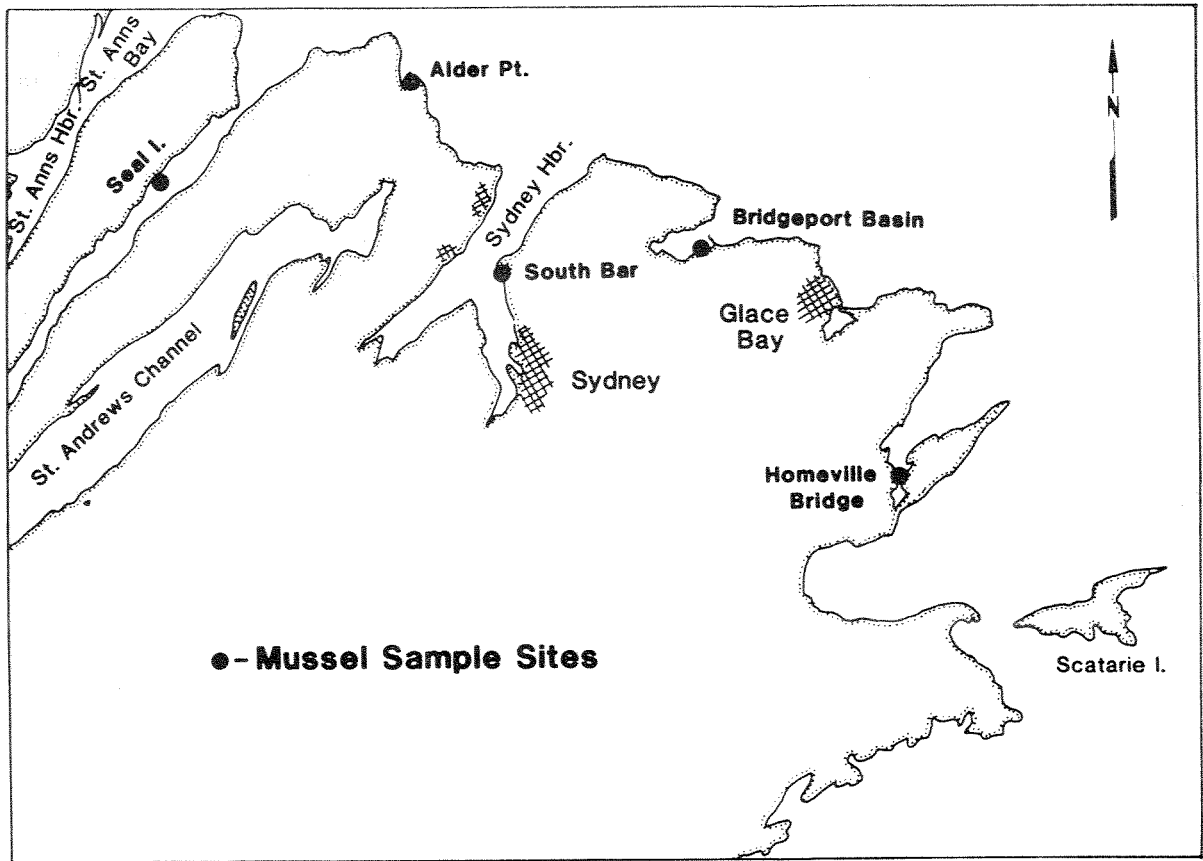 St. Anns Bay
St. Anns Hbr.
Alder Pt.
N
Seal I.
Sydney Hbr.
Bridgeport Basin
South Bar
Glace
Bay
Sydney
St. Andrews Channel
Homeville
Bridge
●-Mussel Sample Sites
Scatarie I.